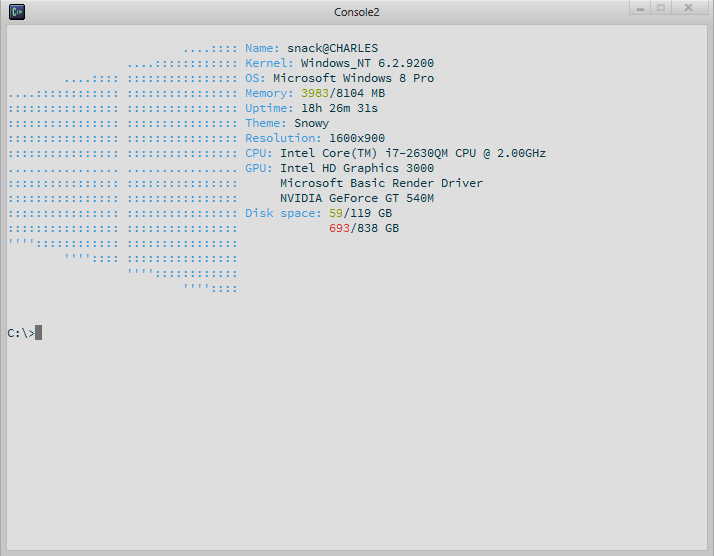 Console2
....:::: Name: snack@CHARLES
....:::::::::::: Kernel: Windows_NT 6.2.9200
....:::: :::::::::::::::: OS: Microsoft Windows 8 Pro
....:::::::::::: :::::::::::::::: Memory: 3983/8104 MB
:::::::::::::::: :::::::::::::::: Uptime: 18h 26m 31s
:::::::::::::::: :::::::::::::::: Theme: Snowy
:::::::::::::::: :::::::::::::::: Resolution: 1600x900
:::::::::::::::: :::::::::::::::: CPU: Intel Core(TM) i7-2630QM CPU @ 2.00GHz
................ ................ GPU: Intel HD Graphics 3000
:::::::::::::::: :::::::::::::::: Microsoft Basic Render Driver
:::::::::::::::: :::::::::::::::: NVIDIA GeForce GT 540M
:::::::::::::::: :::::::::::::::: Disk space: 59/119 GB
:::::::::::::::: :::::::::::::::: 693/838 GB
'''':::::::::::: ::::::::::::::::
'''':::: ::::::::::::::::
''''::::::::::::
''''::::
C:\>